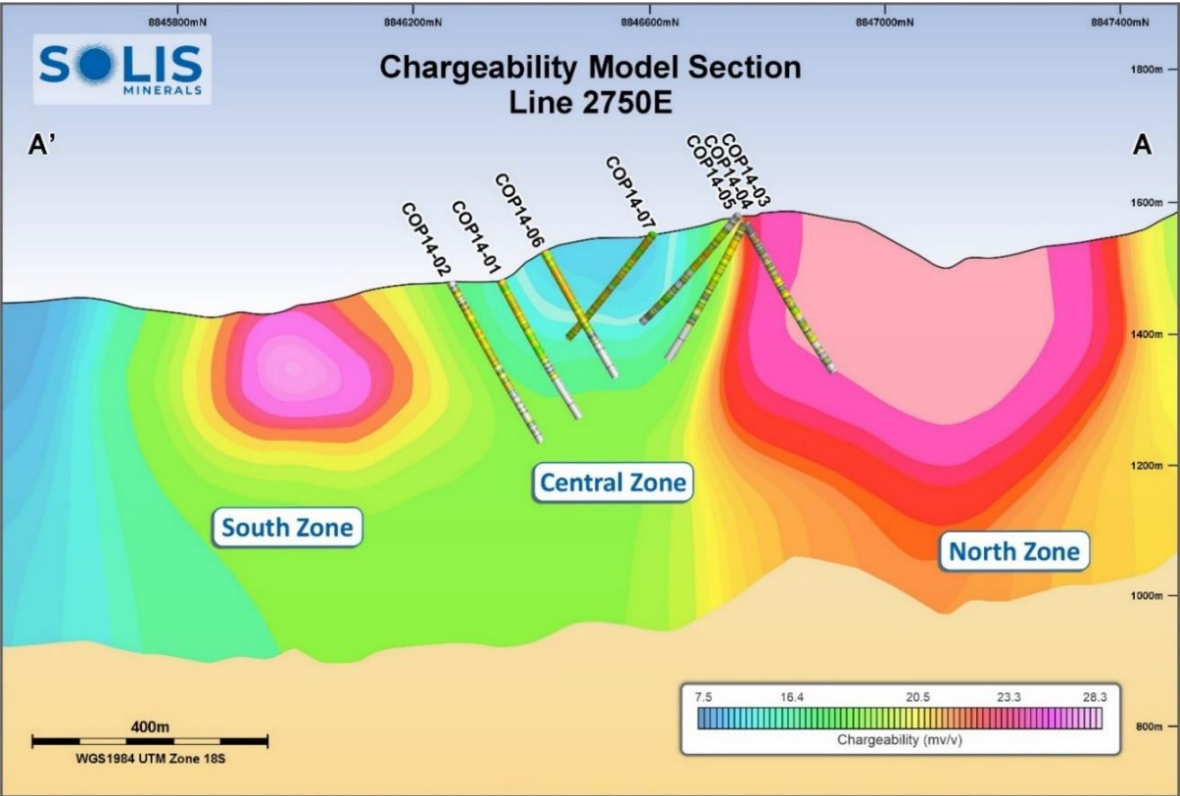 8845800mN
8846200mN
8846600mN
8847000mN
8847400mN
SOLIS
MINERALS
Chargeability Model Section
Line 2750E
1800m
A’
A
COP14-02
COP14-01
COP14-06
COP14-07
COP14-05
COP14-04
COP14-03
1600m
1400m
1200m
Central Zone
South Zone
North Zone
1000m
7.5 16.4 20.5 23.3 28.3
Chargeability (mv/v)
800m
400m
WGS1984 UTM Zone 18S